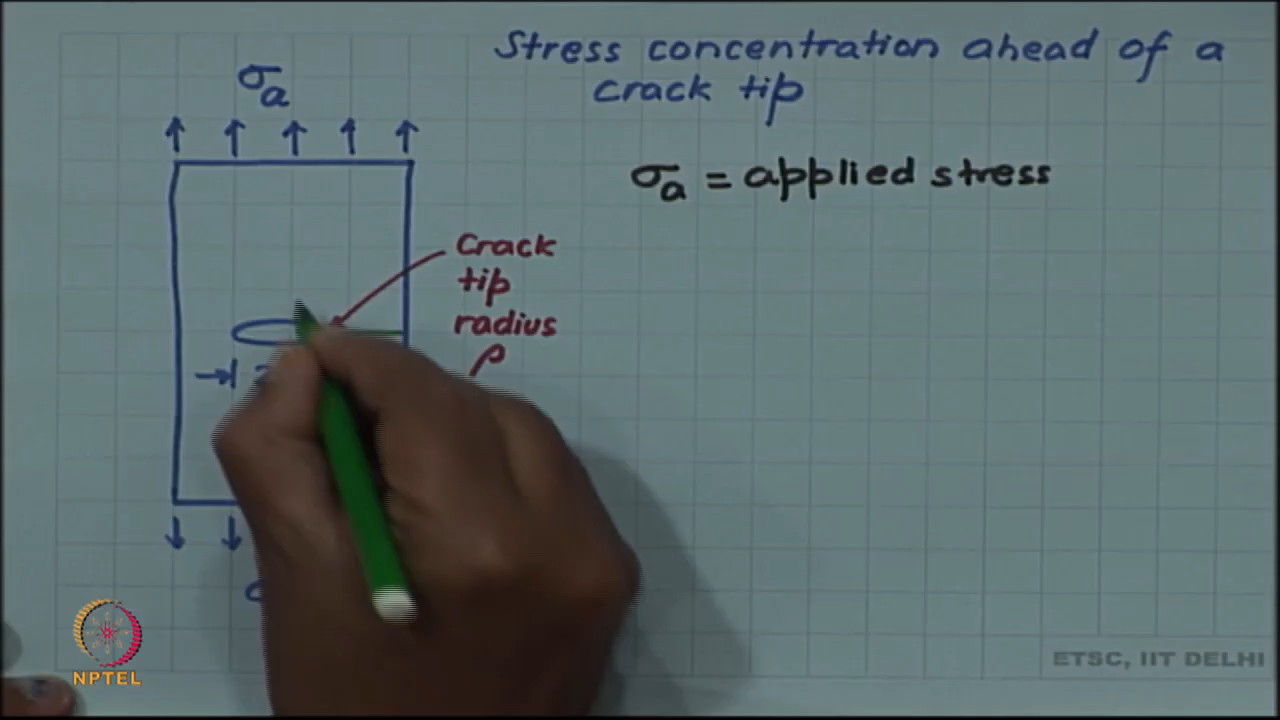 Stress concentration ahead of a
crack tip
σₐ
σₐ = applied stress
Crack
tip
radius
ρ
NPTEL
ETSC, IIT DELHI